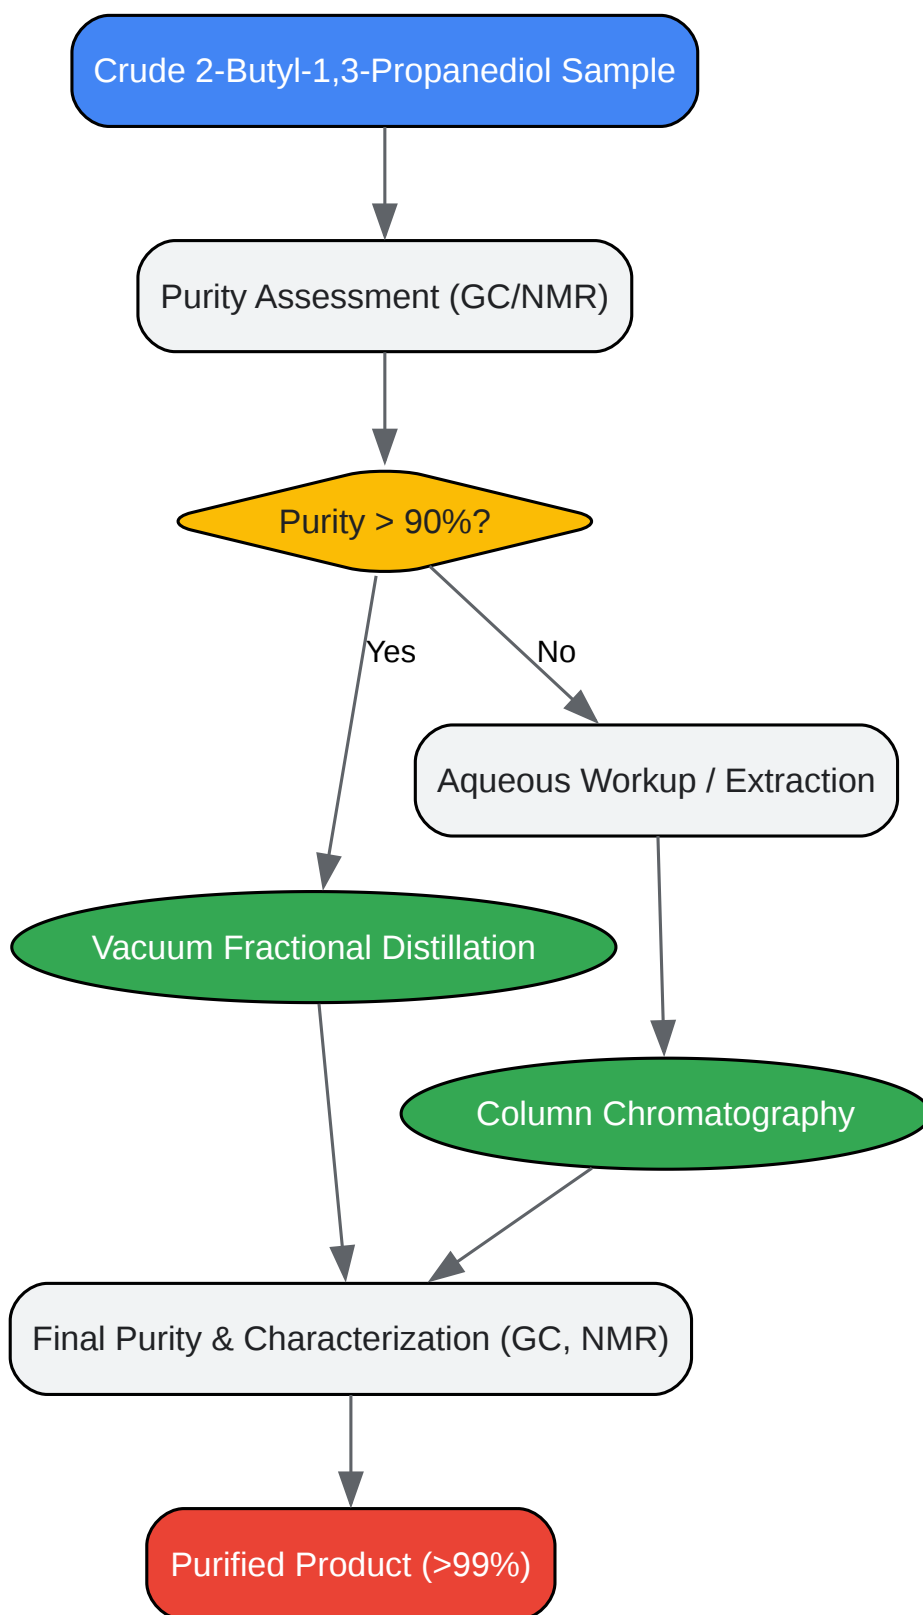 Crude 2-Butyl-1,3-Propanediol Sample
Purity Assessment (GC/NMR)
Purity > 90%?
Yes
No
Aqueous Workup / Extraction
Vacuum Fractional Distillation
Column Chromatography
Final Purity & Characterization (GC, NMR)
Purified Product (>99%)